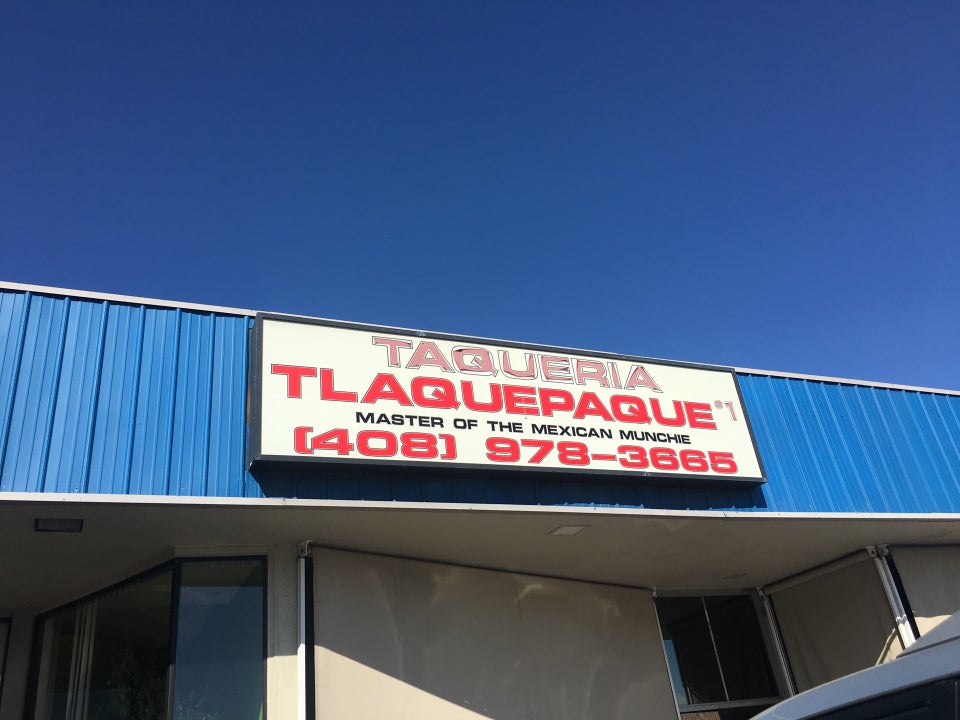 TAQUERIA
TLAQUEPAQUE #1
MASTER OF THE MEXICAN MUNCHIE
(408) 978-3665